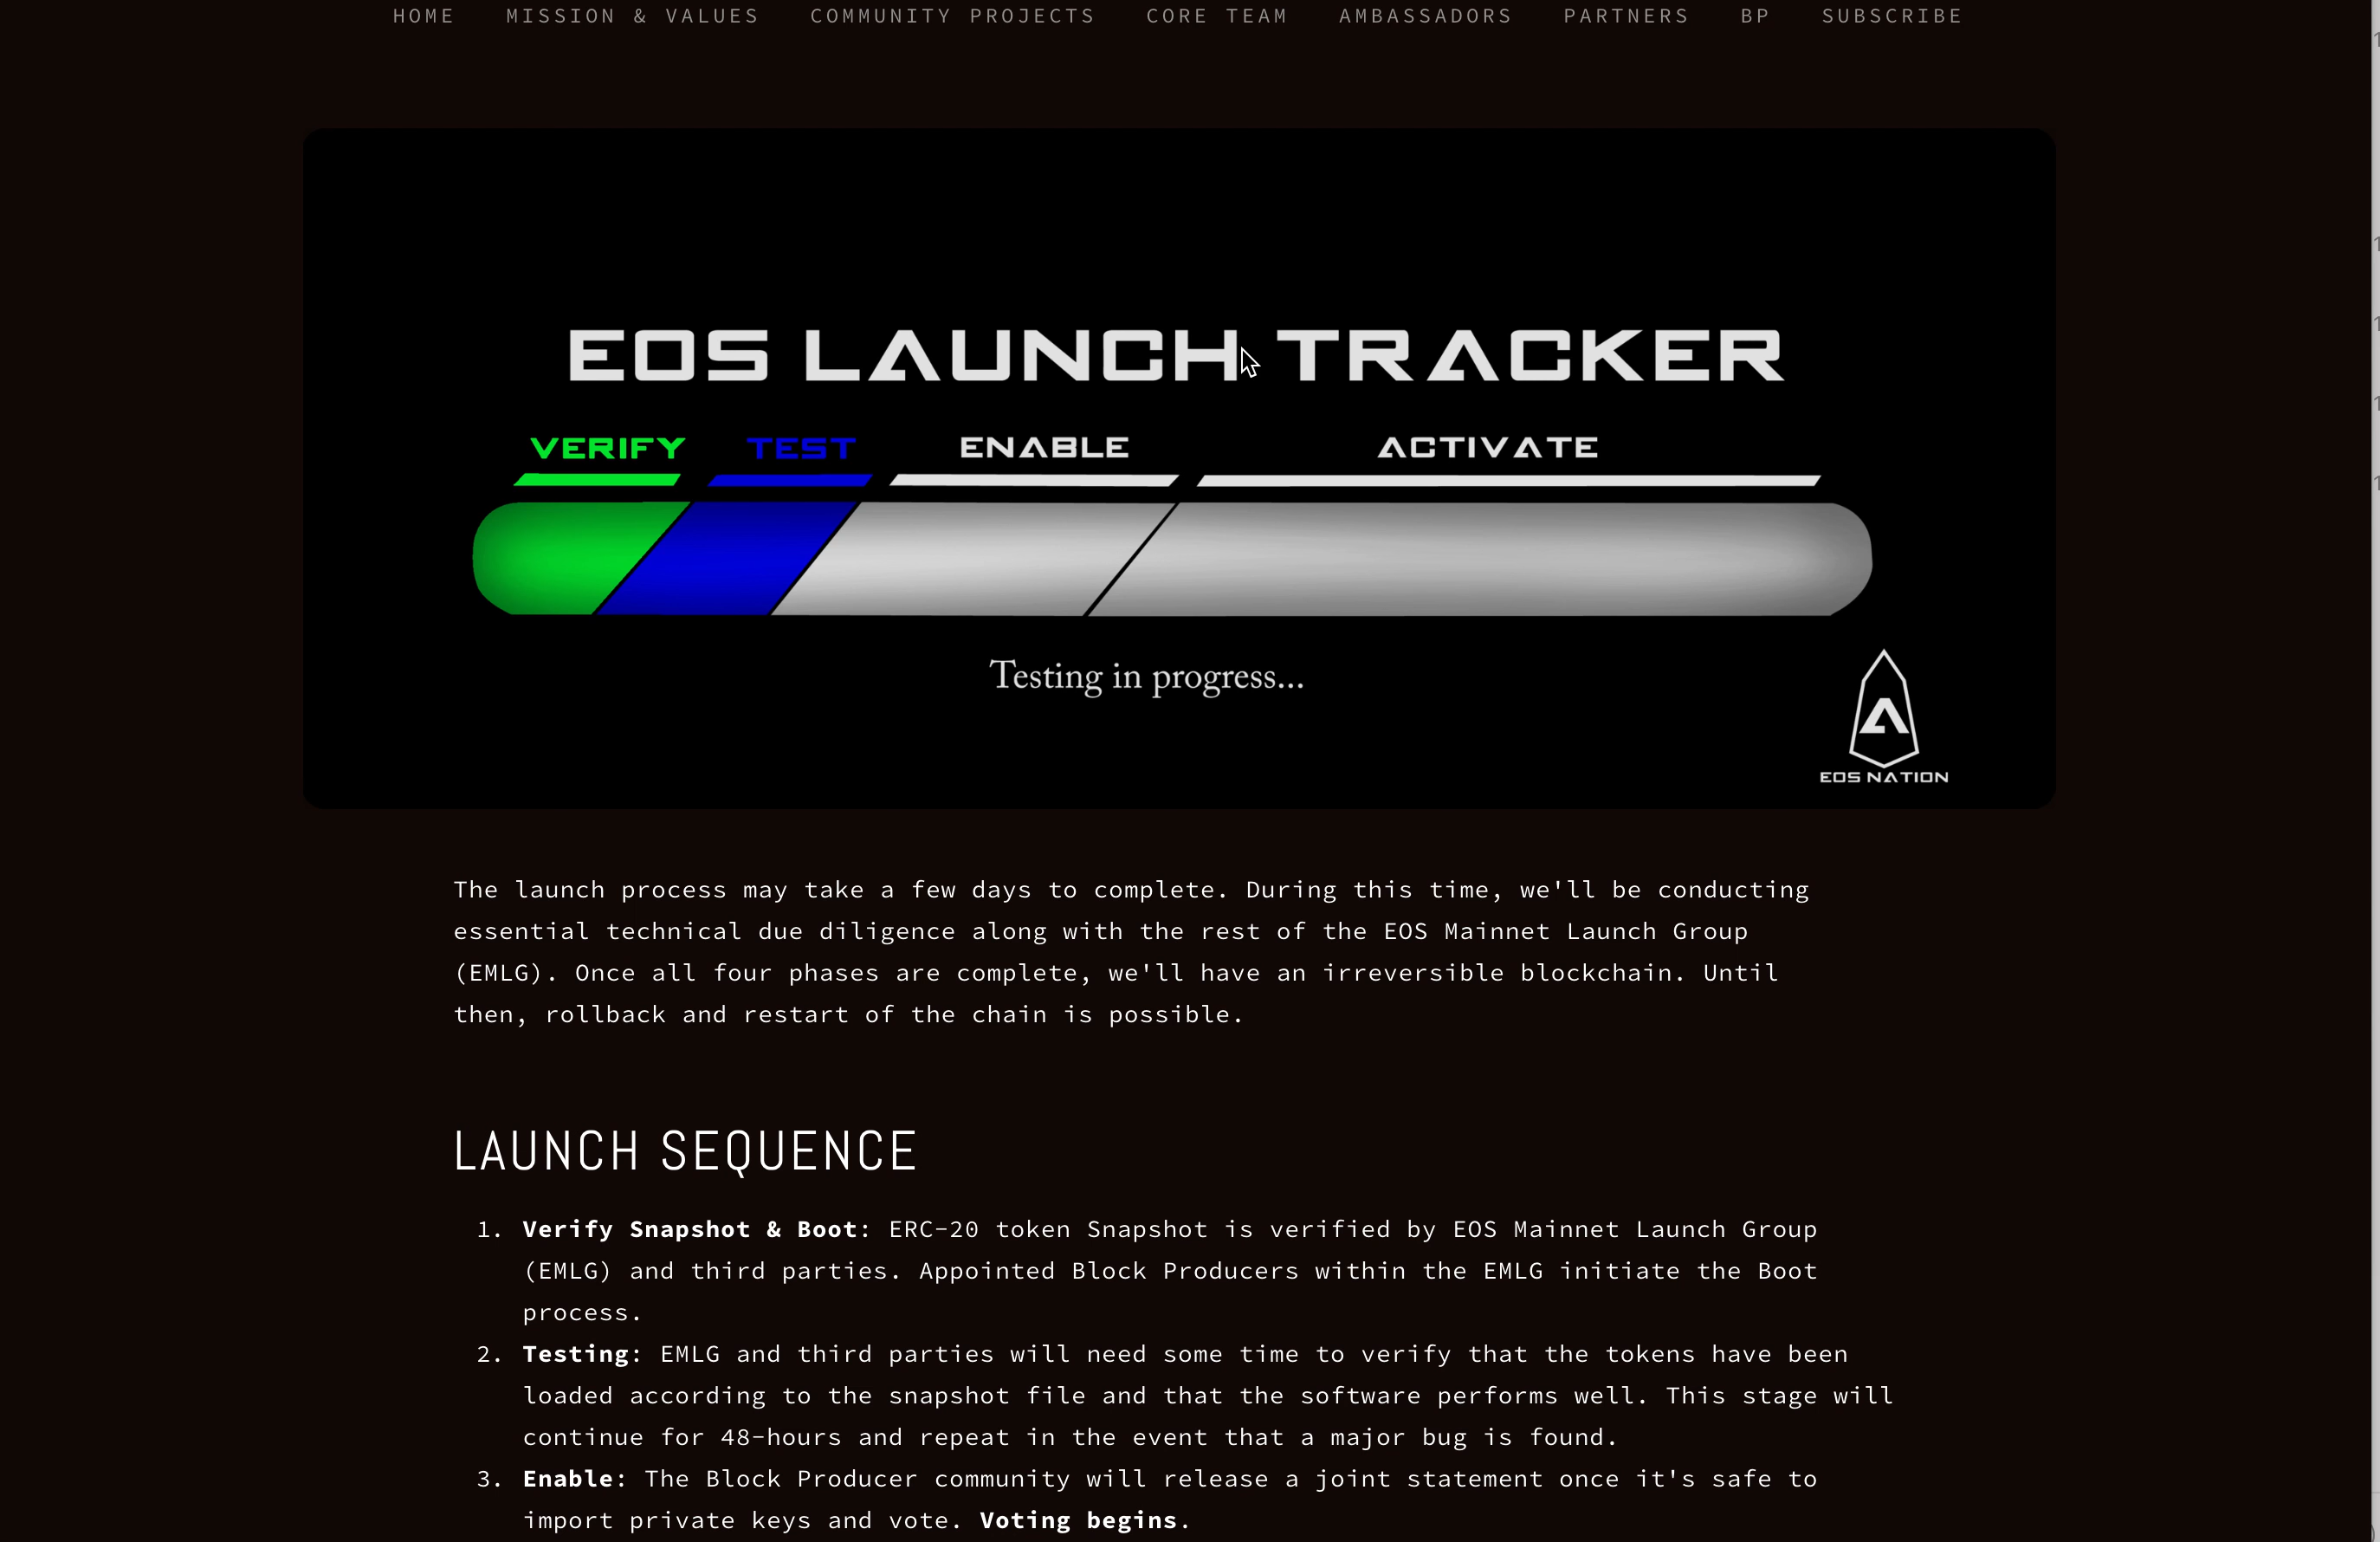 HOME MISSION & VALUES COMMUNITY PROJECTS CORE TEAM AMBASSADORS PARTNERS BP SUBSCRIBE
EOS LAUNCH TRACKER
VERIFY TEST ENABLE ACTIVATE
Testing in progress...
EOS NATION
The launch process may take a few days to complete. During this time, we'll be conducting
essential technical due diligence along with the rest of the EOS Mainnet Launch Group
(EMLG). Once all four phases are complete, we'll have an irreversible blockchain. Until
then, rollback and restart of the chain is possible.
LAUNCH SEQUENCE
1. Verify Snapshot & Boot: ERC-20 token Snapshot is verified by EOS Mainnet Launch Group
(EMLG) and third parties. Appointed Block Producers within the EMLG initiate the Boot
process.
2. Testing: EMLG and third parties will need some time to verify that the tokens have been
loaded according to the snapshot file and that the software performs well. This stage will
continue for 48-hours and repeat in the event that a major bug is found.
3. Enable: The Block Producer community will release a joint statement once it's safe to
import private keys and vote. Voting begins.